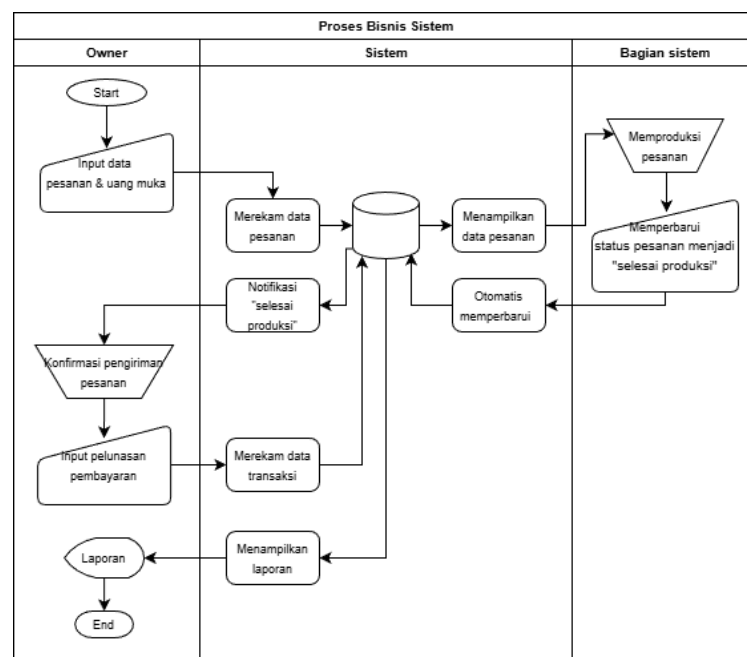 Proses Bisnis Sistem
Owner
Sistem
Bagian sistem
Start
Input data
pesanan & uang muka
Merekam data
pesanan
Menampilkan
data pesanan
Memproduksi
pesanan
Memperbarui
status pesanan menjadi
"selesai produksi"
Otomatis
memperbarui
Notifikasi
"selesai
produksi"
Konfirmasi pengiriman
pesanan
Input pelunasan
pembayaran
Merekam data
transaksi
Menampilkan
laporan
Laporan
End